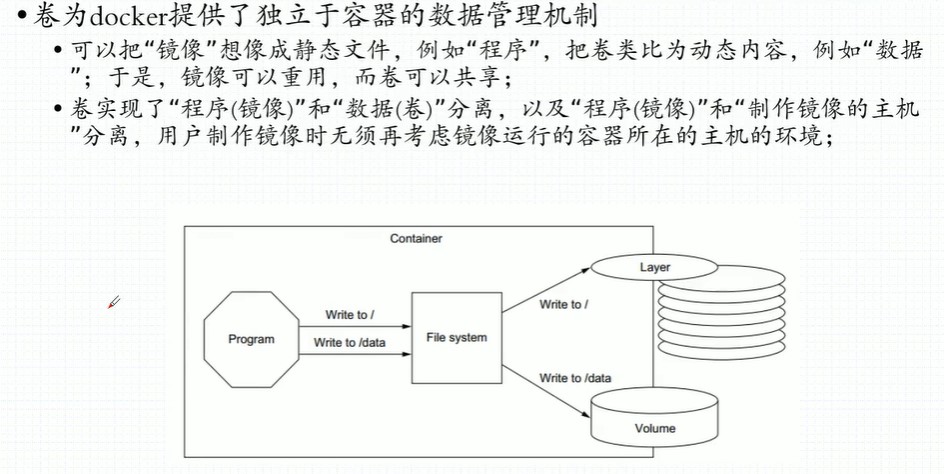 •卷为docker提供了独立于容器的数据管理机制
•可以把“镜像”想像成静态文件，例如“程序”，把卷类比为动态内容，例如“数据
”；于是，镜像可以重用，而卷可以共享；
•卷实现了“程序(镜像)”和“数据(卷)”分离，以及“程序(镜像)”和“制作镜像的主机
”分离，用户制作镜像时无须再考虑镜像运行的容器所在的主机的环境；
Container
Layer
Write to /
Write to /
Program
File system
Write to /data
Write to /data
Volume